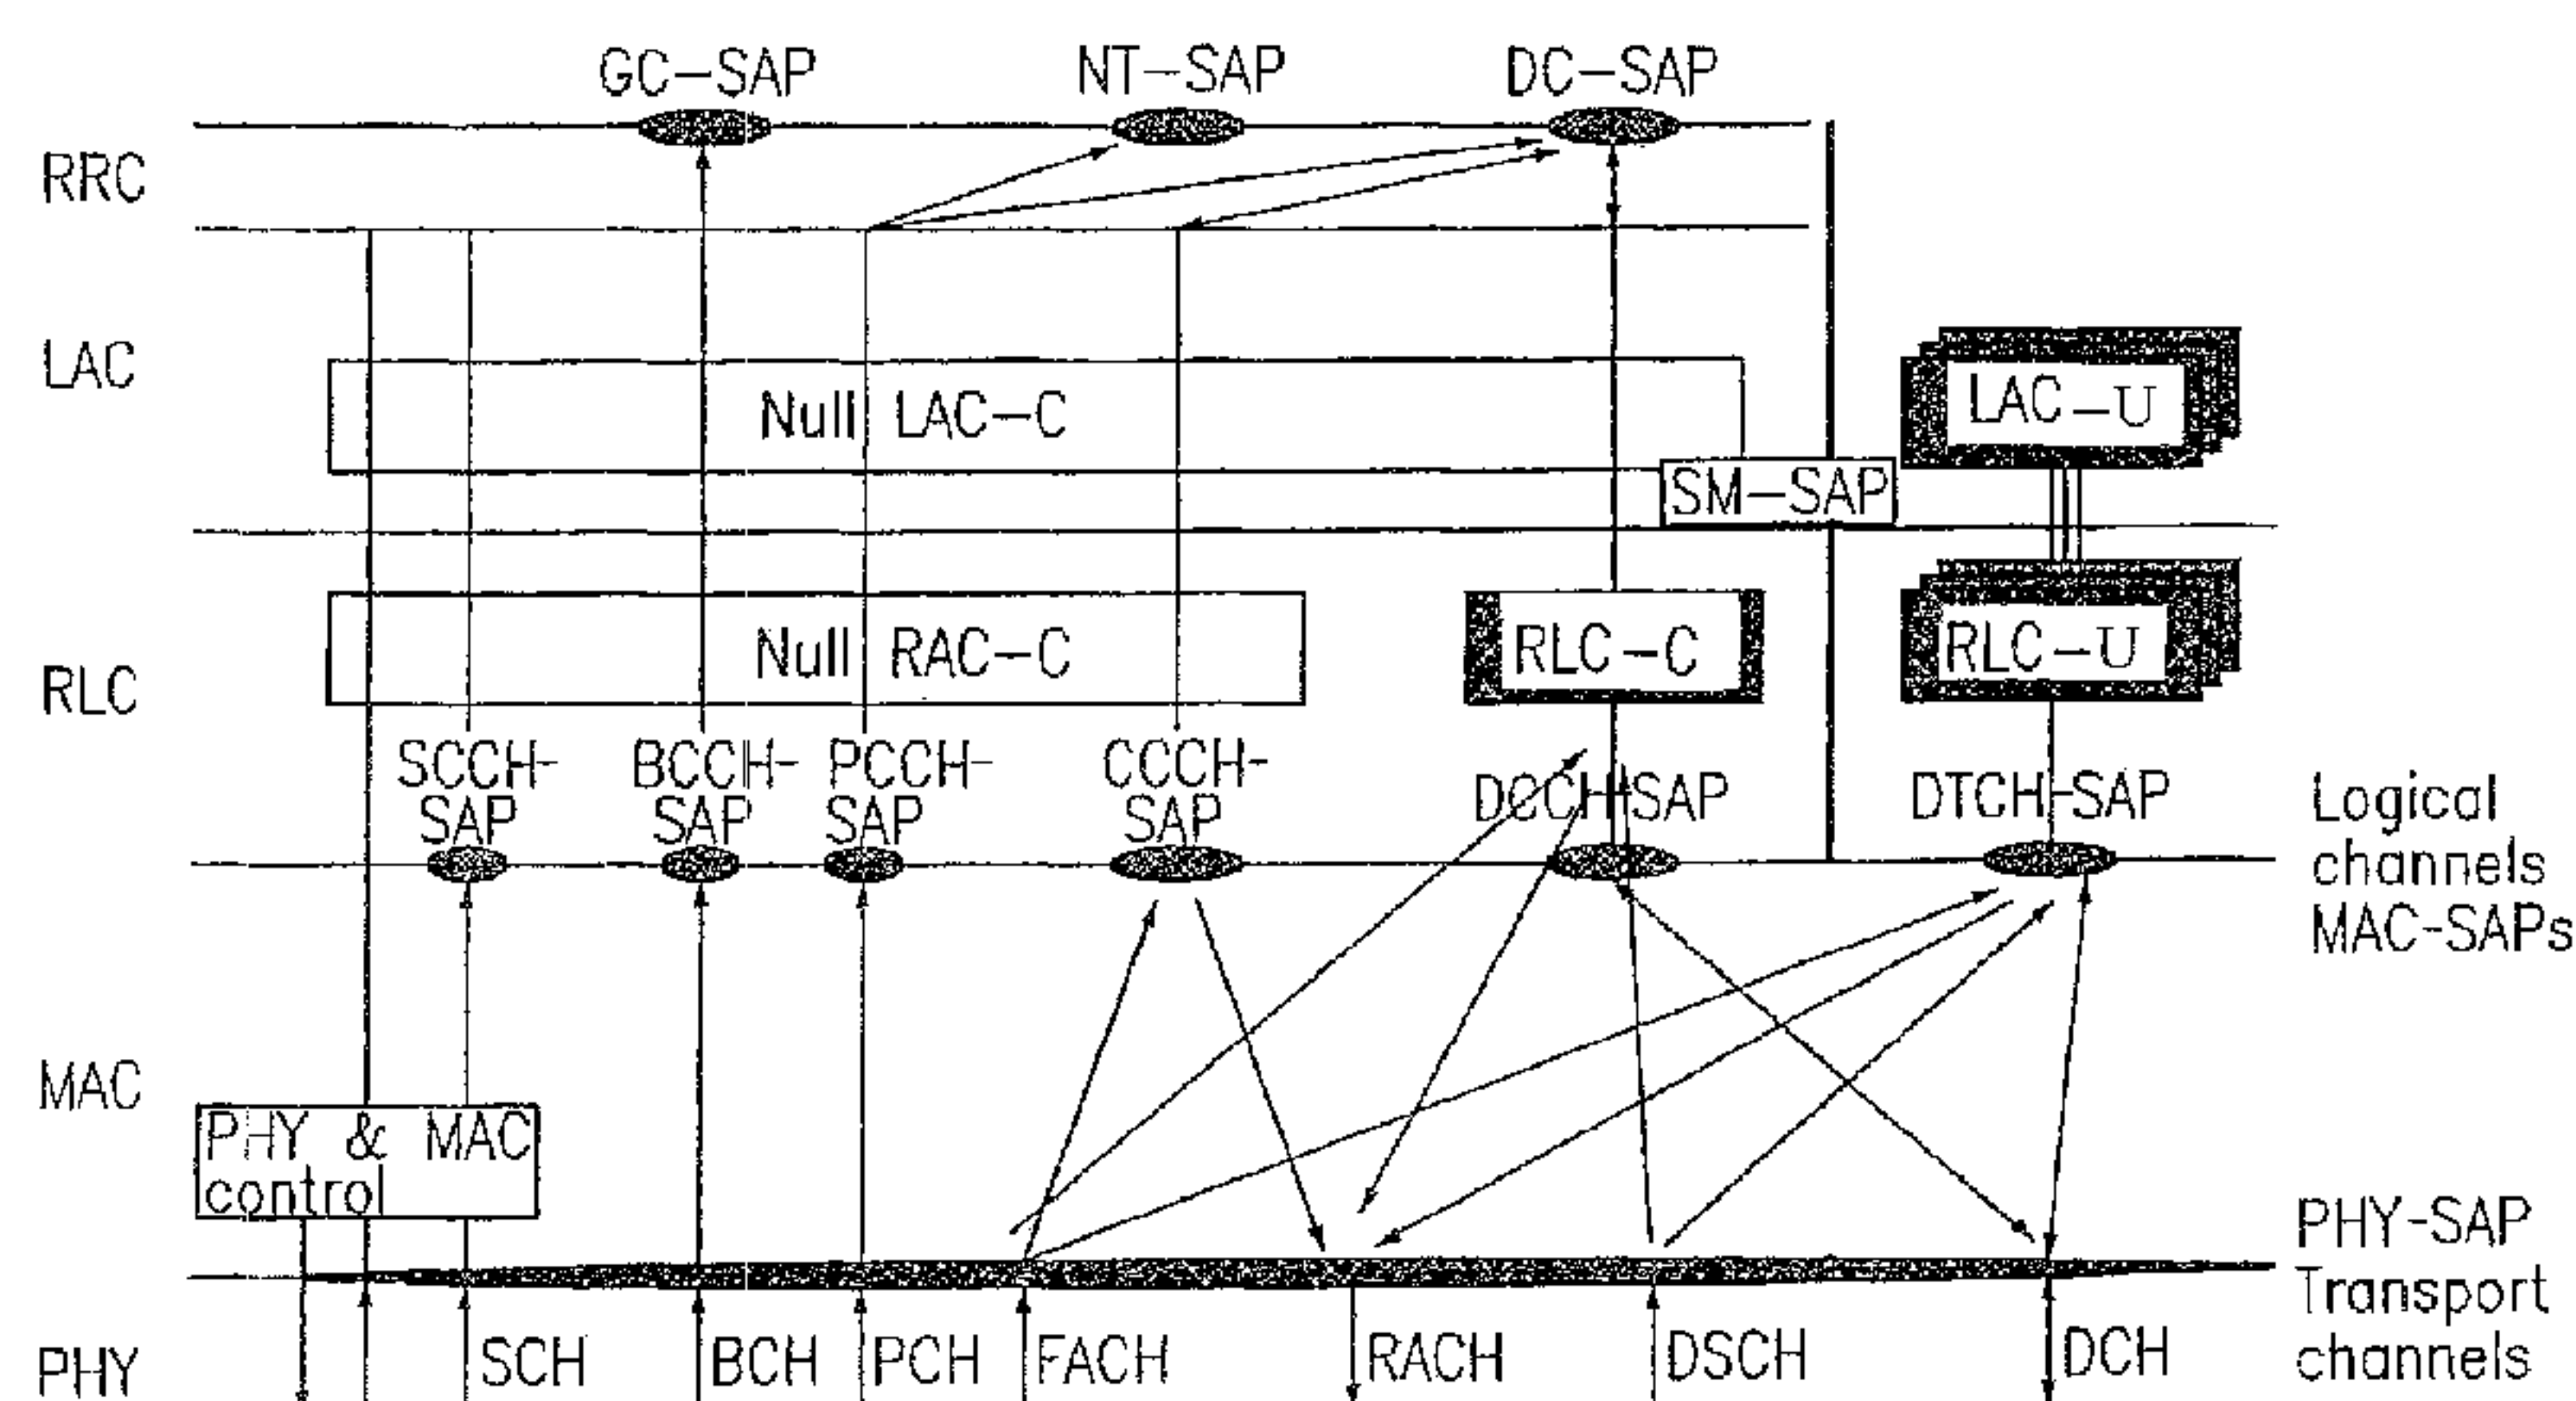 GC-SAP
NT-SAP
DC-SAP
RRC
LAC
Null LAC-C
LAC-U
SM-SAP
Null RAC-C
RLC-C
RLC-U
RLC
SCCH-
SAP
BCCH-
SAP
PCCH-
SAP
CCCH-
SAP
DCCH-SAP
DTCH-SAP
Logical
channels
MAC-SAPs
MAC
PHY & MAC
control
PHY-SAP
Transport
channels
PHY
SCH
BCH
PCH
FACH
RACH
DSCH
DCH